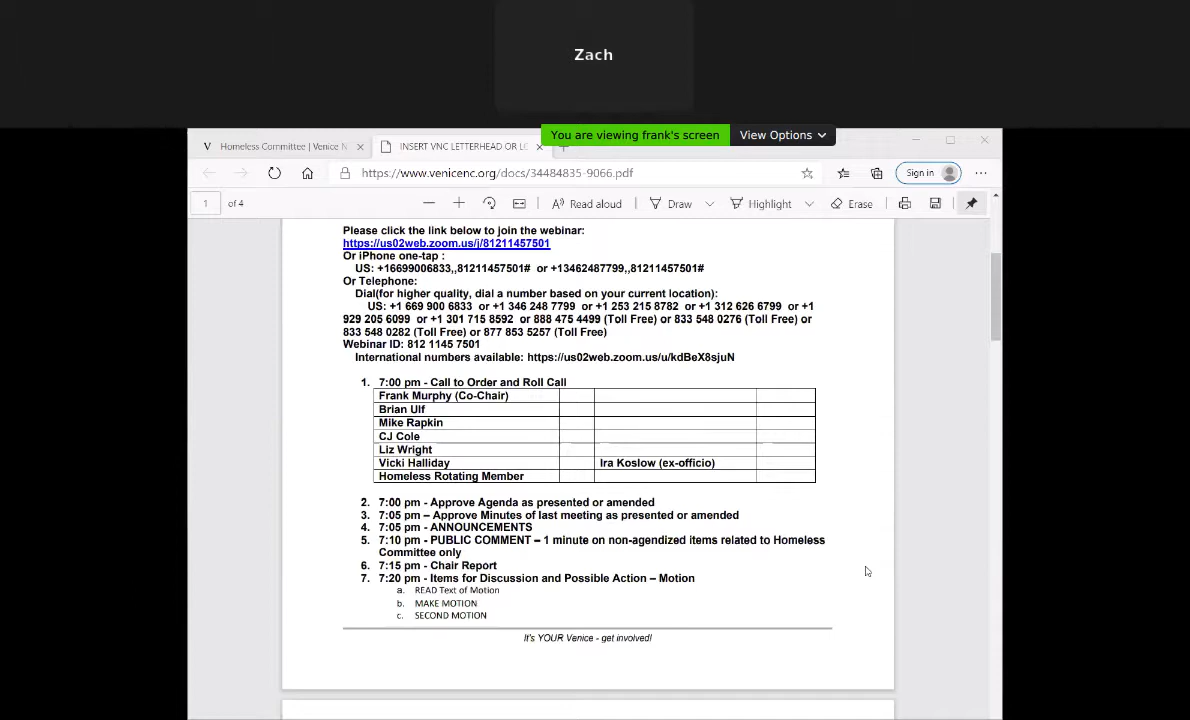 Zach
You are viewing frank's screen View Options
Homeless Committee | Venice N INSERT VNC LETTERHEAD OR LO
https://www.venicenc.org/docs/34484835-9066.pdf Sign in
1 of 4 Read aloud Draw Highlight Erase
Please click the link below to join the webinar:
https://us02web.zoom.us/j/81211457501
Or iPhone one-tap :
US: +16699006833,,81211457501# or +13462487799,,81211457501#
Or Telephone:
Dial(for higher quality, dial a number based on your current location):
US: +1 669 900 6833 or +1 346 248 7799 or +1 253 215 8782 or +1 312 626 6799 or +1
929 205 6099 or +1 301 715 8592 or 888 475 4499 (Toll Free) or 833 548 0276 (Toll Free) or
833 548 0282 (Toll Free) or 877 853 5257 (Toll Free)
Webinar ID: 812 1145 7501
International numbers available: https://us02web.zoom.us/u/kdBeX8sjuN
1. 7:00 pm - Call to Order and Roll Call
Frank Murphy (Co-Chair)
Brian Ulf
Mike Rapkin
CJ Cole
Liz Wright
Vicki Halliday Ira Koslow (ex-officio)
Homeless Rotating Member
2. 7:00 pm - Approve Agenda as presented or amended
3. 7:05 pm – Approve Minutes of last meeting as presented or amended
4. 7:05 pm - ANNOUNCEMENTS
5. 7:10 pm - PUBLIC COMMENT – 1 minute on non-agendized items related to Homeless
Committee only
6. 7:15 pm - Chair Report
7. 7:20 pm - Items for Discussion and Possible Action – Motion
a. READ Text of Motion
b. MAKE MOTION
c. SECOND MOTION
It's YOUR Venice - get involved!